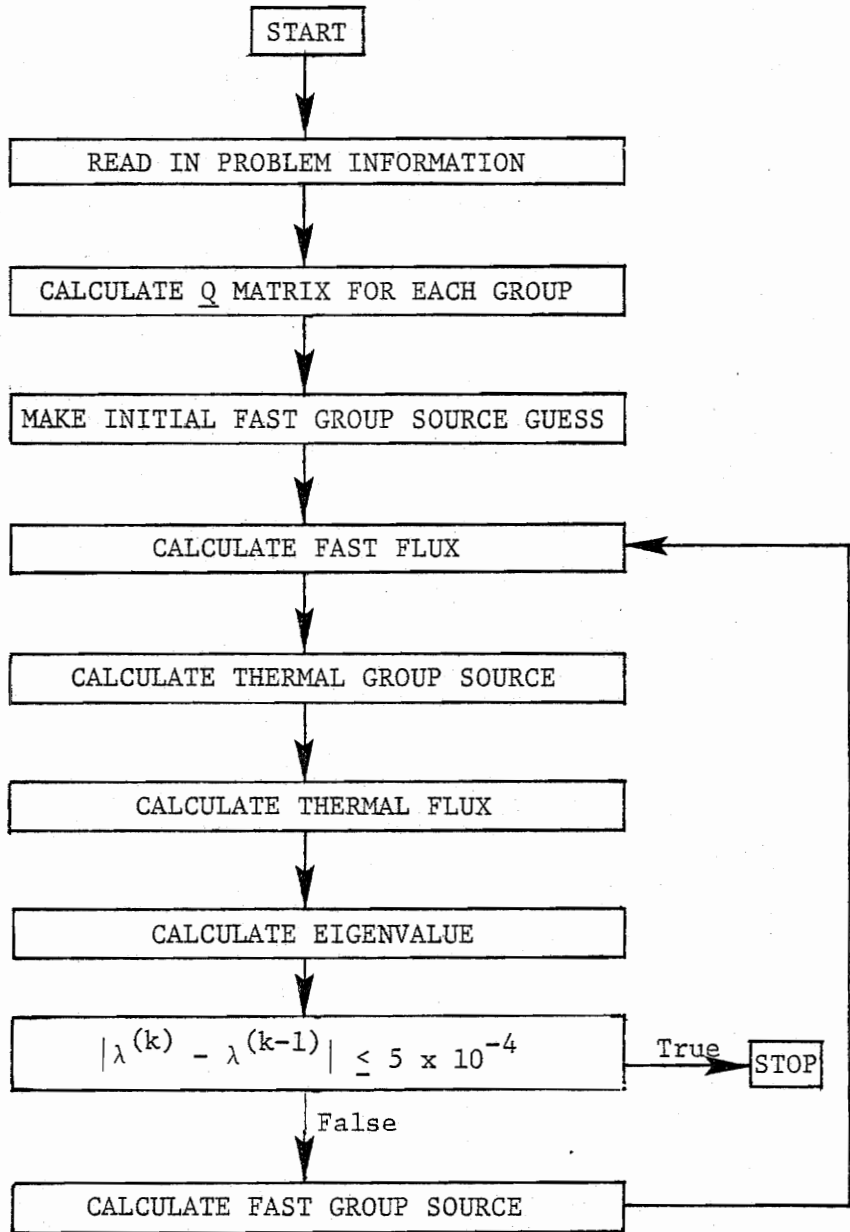 START
READ IN PROBLEM INFORMATION
CALCULATE Q MATRIX FOR EACH GROUP
MAKE INITIAL FAST GROUP SOURCE GUESS
CALCULATE FAST FLUX
CALCULATE THERMAL GROUP SOURCE
CALCULATE THERMAL FLUX
CALCULATE EIGENVALUE
|λ^(k) - λ^(k-1)| ≤ 5 x 10^-4
True
STOP
False
CALCULATE FAST GROUP SOURCE